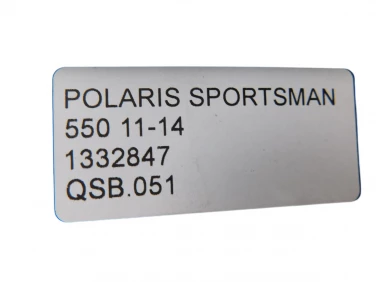 POLARIS SPORTSMAN
550 11-14
1332847
QSB.051